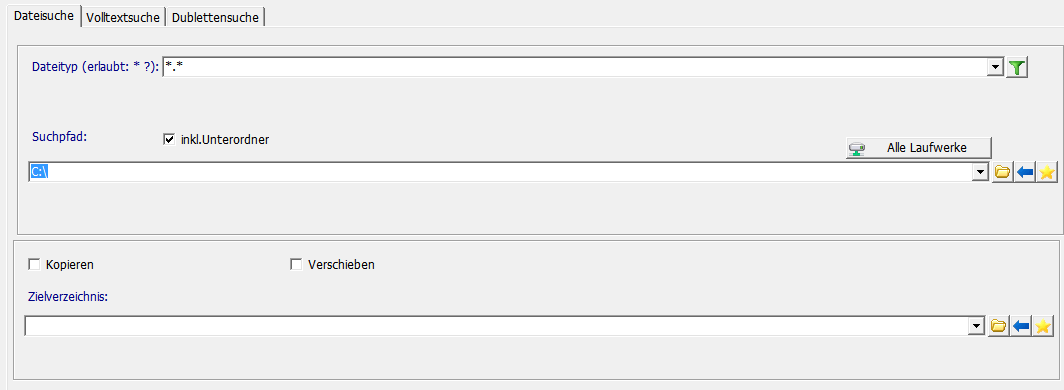 Dateisuche Volltextsuche Dublettensuche
Dateityp (erlaubt: * ?): *.*
Suchpfad: inkl.Unterordner
Alle Laufwerke
C:\
Kopieren Verschieben
Zielverzeichnis: